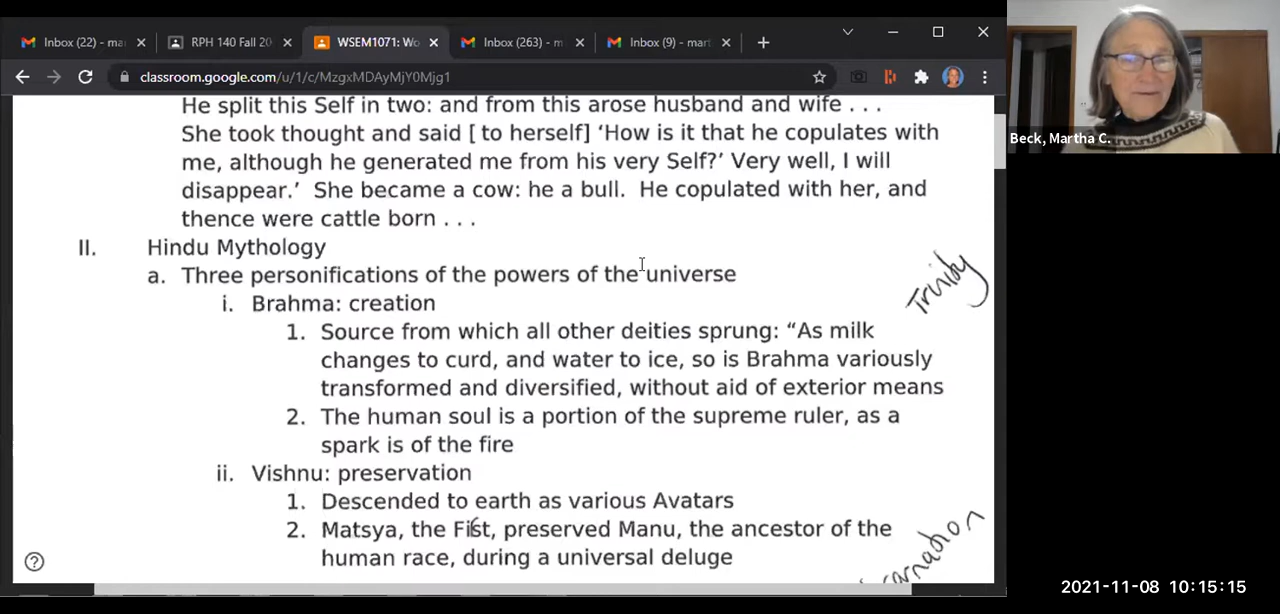 Inbox (22) - ma
RPH 140 Fall 20
WSEM1071: Wo
Inbox (263) - m
Inbox (9) - mart
classroom.google.com/u/1/c/MzgxMDAyMjY0Mjg1
He split this Self in two: and from this arose husband and wife . . .
She took thought and said [ to herself] ‘How is it that he copulates with
me, although he generated me from his very Self?’ Very well, I will
disappear.’ She became a cow: he a bull. He copulated with her, and
thence were cattle born . . .
II. Hindu Mythology
a. Three personifications of the powers of the universe
Trinity
i. Brahma: creation
1. Source from which all other deities sprung: “As milk
changes to curd, and water to ice, so is Brahma variously
transformed and diversified, without aid of exterior means
2. The human soul is a portion of the supreme ruler, as a
spark is of the fire
ii. Vishnu: preservation
1. Descended to earth as various Avatars
2. Matsya, the Fist, preserved Manu, the ancestor of the
human race, during a universal deluge
carnation
Beck, Martha C.
2021-11-08 10:15:15